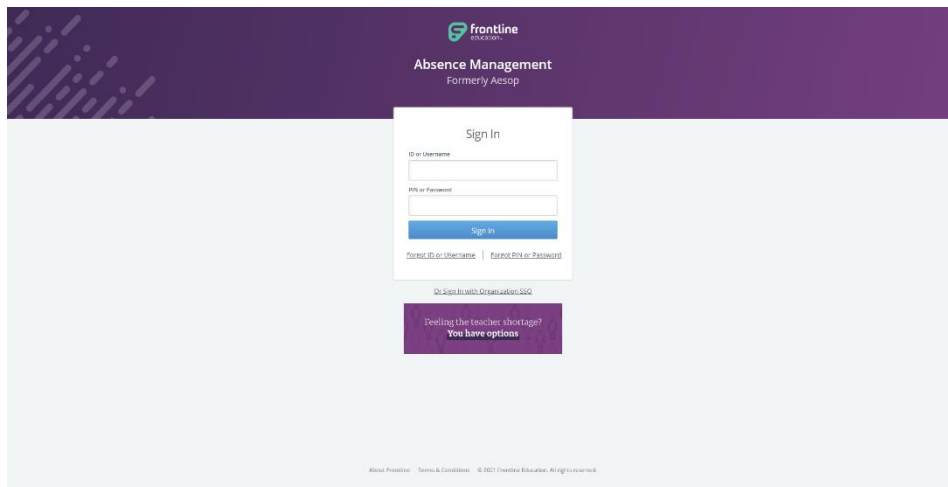 frontline
education
Absence Management
Formerly Aesop
Sign In
ID or Username
PIN or Password
Sign In
Forgot ID or Username | Forgot PIN or Password
Or Sign In with Organization SSO
Feeling the teacher shortage?
You have options
About Frontline Terms & Conditions © 2021 Frontline Education. All rights reserved.